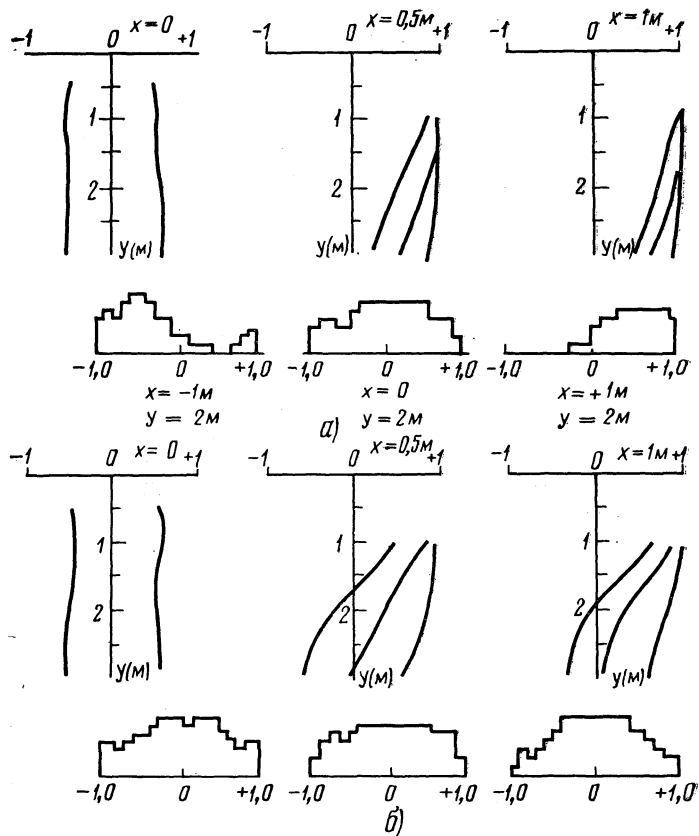 -1 0 x=0 +1
1
2
y(м)
-1 0 x=0,5м +1
1
2
y(м)
-1 0 x=1м +1
1
2
y(м)
-1,0 0 +1,0
x= -1м
y = 2м
-1,0 0 +1,0
x = 0
y = 2м
-1,0 0 +1,0
x = +1м
y = 2м
а)
-1 0 x=0 +1
1
2
y(м)
-1 0 x=0,5м +1
1
2
y(м)
-1 0 x=1м +1
1
2
y(м)
-1,0 0 +1,0
-1,0 0 +1,0
-1,0 0 +1,0
б)